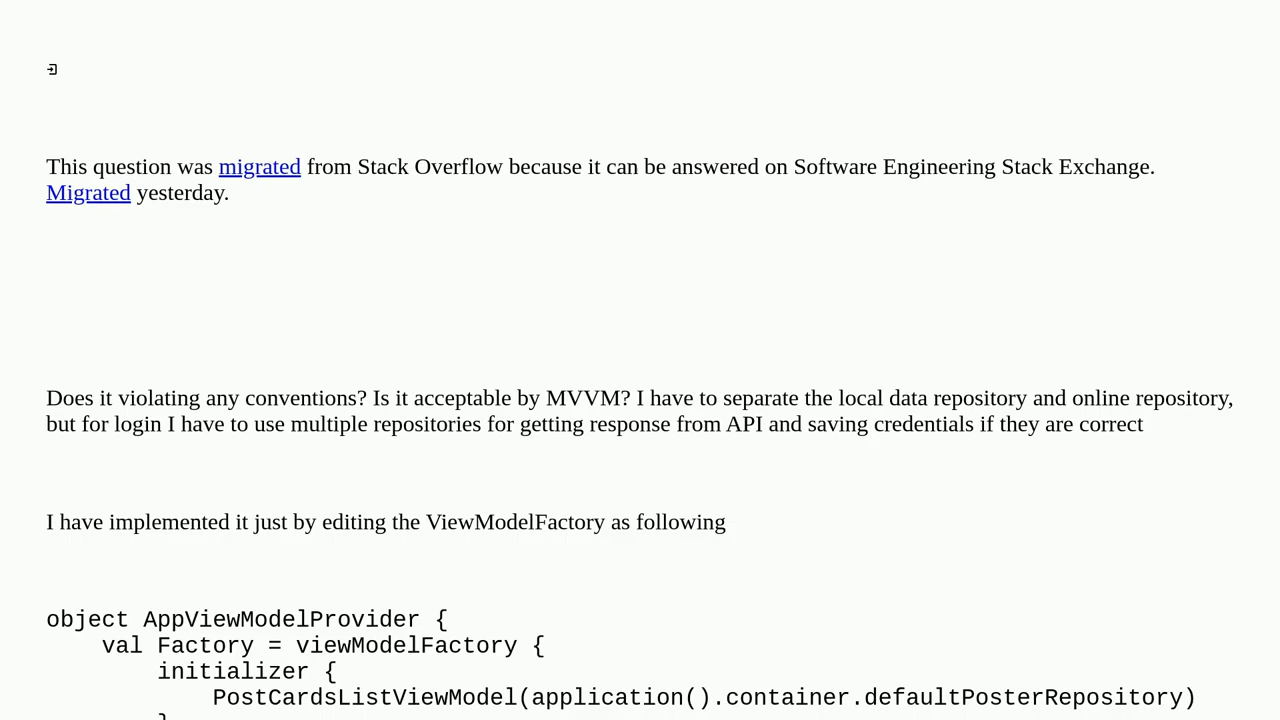 This question was migrated from Stack Overflow because it can be answered on Software Engineering Stack Exchange.
Migrated yesterday.
Does it violating any conventions? Is it acceptable by MVVM? I have to separate the local data repository and online repository,
but for login I have to use multiple repositories for getting response from API and saving credentials if they are correct
I have implemented it just by editing the ViewModelFactory as following
object AppViewModelProvider {
    val Factory = viewModelFactory {
        initializer {
            PostCardsListViewModel(application().container.defaultPosterRepository)
        }